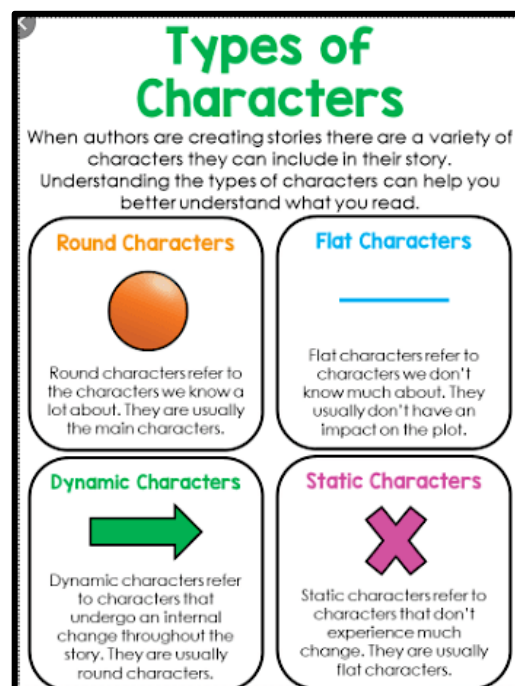 Types of
Characters
When authors are creating stories there are a variety of
characters they can include in their story.
Understanding the types of characters can help you
better understand what you read.
Round Characters
Round characters refer to
the characters we know a
lot about. They are usually
the main characters.
Flat Characters
Flat characters refer to
characters we don't
know much about. They
usually don't have an
impact on the plot.
Dynamic Characters
Dynamic characters refer
to characters that
undergo an internal
change throughout the
story. They are usually
round characters.
Static Characters
Static characters refer to
characters that don't
experience much
change. They are usually
flat characters.